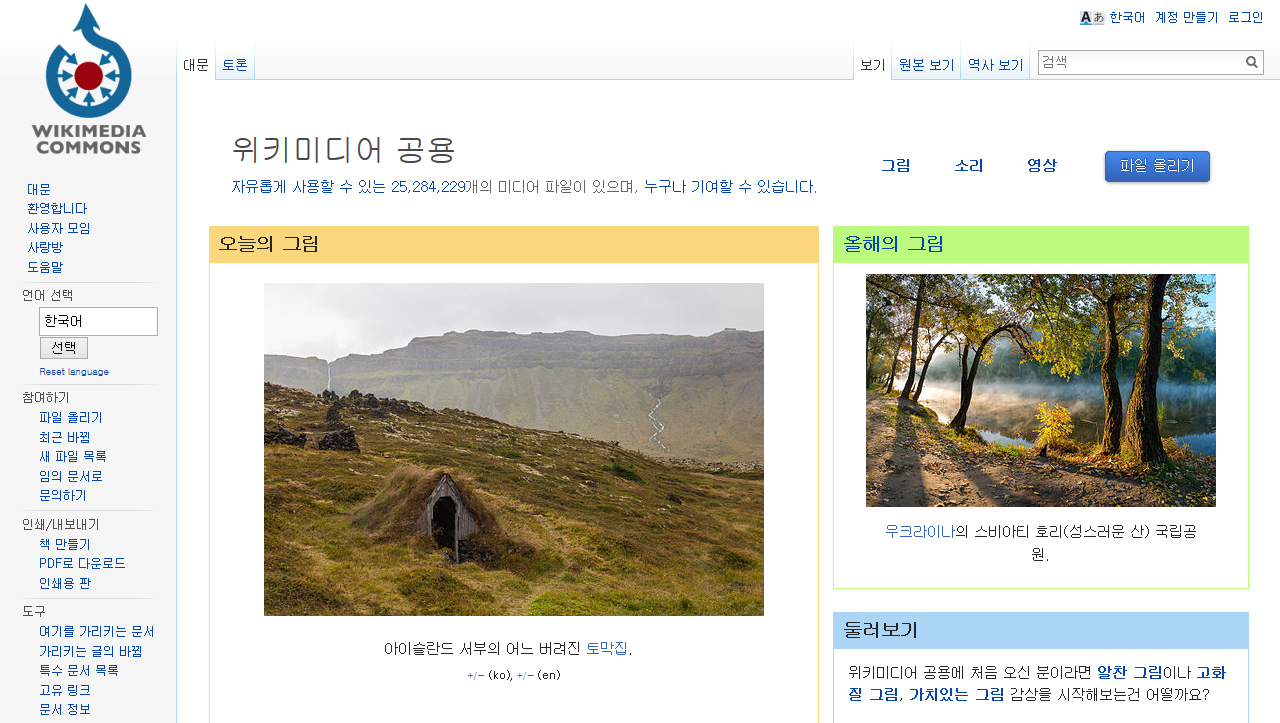 한국어 계정 만들기 로그인
WIKIMEDIA
COMMONS
대문 토론 보기 원본 보기 역사 보기 검색
위키미디어 공용
자유롭게 사용할 수 있는 25,284,229개의 미디어 파일이 있으며, 누구나 기여할 수 있습니다.
그림 소리 영상 파일 올리기
대문
환영합니다
사용자 모임
사랑방
도움말
언어 선택
한국어
선택
Reset language
참여하기
파일 올리기
최근 바뀜
새 파일 목록
임의 문서로
문의하기
인쇄/내보내기
책 만들기
PDF로 다운로드
인쇄용 판
도구
여기를 가리키는 문서
가리키는 글의 바뀜
특수 문서 목록
고유 링크
문서 정보
오늘의 그림
아이슬란드 서부의 어느 버려진 토막집.
+/− (ko), +/− (en)
올해의 그림
우크라이나의 스비아티 호리(성스러운 산) 국립공
원.
둘러보기
위키미디어 공용에 처음 오신 분이라면 알찬 그림이나 고화
질 그림, 가치있는 그림 감상을 시작해보는건 어떨까요?